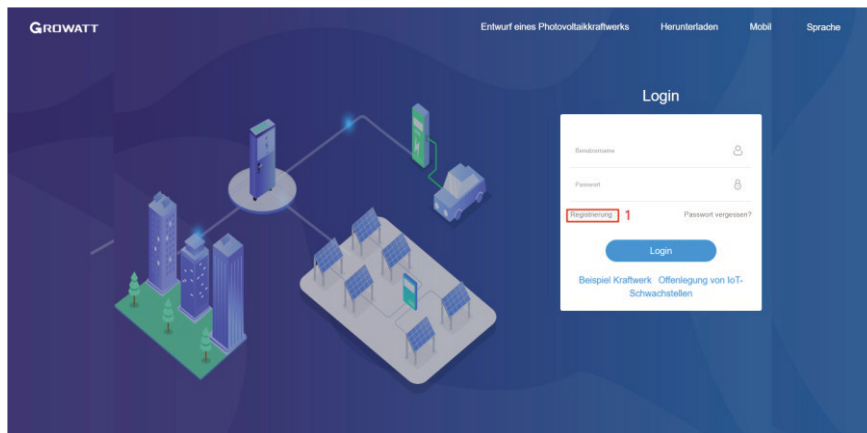 GROWATT
Entwurf eines Photovoltaikkraftwerks Herunterladen Mobil Sprache
Login
Benutzername
Passwort
Registrierung 1 Passwort vergessen?
Login
Beispiel Kraftwerk Offenlegung von IoT-
Schwachstellen